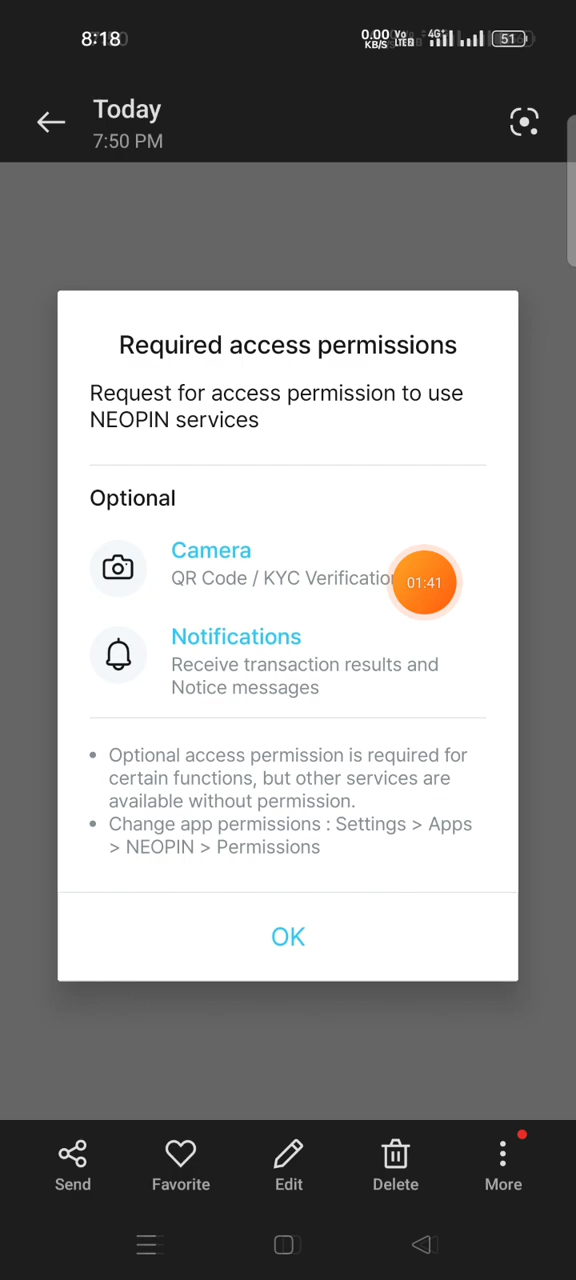 8:18
0.00 KB/S Vo LTE2 4G 51
Today
7:50 PM
Required access permissions
Request for access permission to use
NEOPIN services
Optional
Camera
QR Code / KYC Verification
01:41
Notifications
Receive transaction results and
Notice messages
• Optional access permission is required for
certain functions, but other services are
available without permission.
• Change app permissions : Settings > Apps
> NEOPIN > Permissions
OK
Send Favorite Edit Delete More